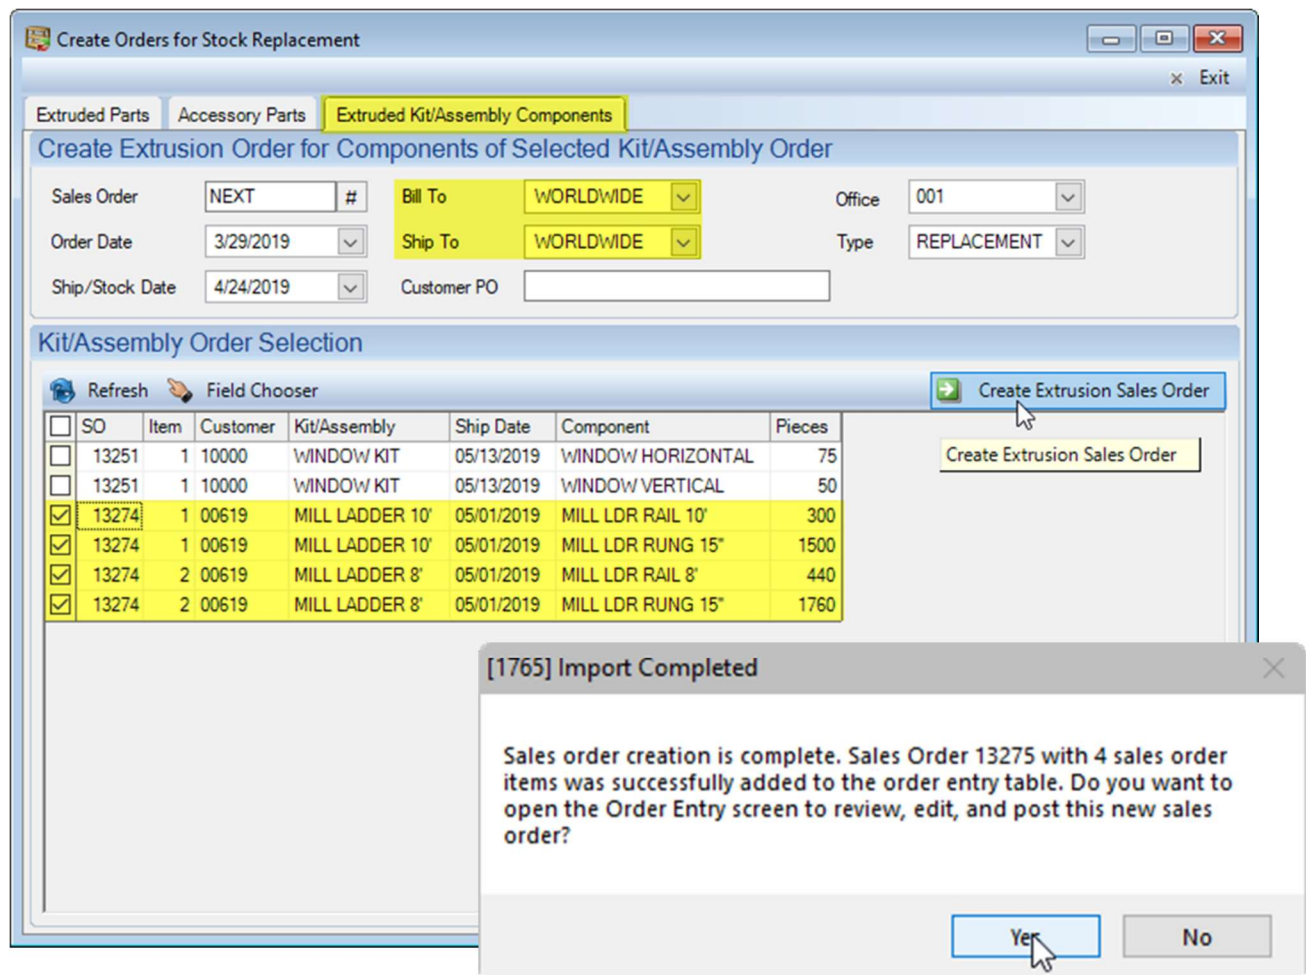 Create Orders for Stock Replacement
Exit
Extruded Parts Accessory Parts Extruded Kit/Assembly Components
Create Extrusion Order for Components of Selected Kit/Assembly Order
Sales Order NEXT # Bill To WORLDWIDE Office 001
Order Date 3/29/2019 Ship To WORLDWIDE Type REPLACEMENT
Ship/Stock Date 4/24/2019 Customer PO
Kit/Assembly Order Selection
Refresh Field Chooser Create Extrusion Sales Order
SO Item Customer Kit/Assembly Ship Date Component Pieces
13251 1 10000 WINDOW KIT 05/13/2019 WINDOW HORIZONTAL 75
Create Extrusion Sales Order
13251 1 10000 WINDOW KIT 05/13/2019 WINDOW VERTICAL 50
13274 1 00619 MILL LADDER 10' 05/01/2019 MILL LDR RAIL 10' 300
13274 1 00619 MILL LADDER 10' 05/01/2019 MILL LDR RUNG 15" 1500
13274 2 00619 MILL LADDER 8' 05/01/2019 MILL LDR RAIL 8' 440
13274 2 00619 MILL LADDER 8' 05/01/2019 MILL LDR RUNG 15" 1760
[1765] Import Completed
Sales order creation is complete. Sales Order 13275 with 4 sales order
items was successfully added to the order entry table. Do you want to
open the Order Entry screen to review, edit, and post this new sales
order?
Yes No